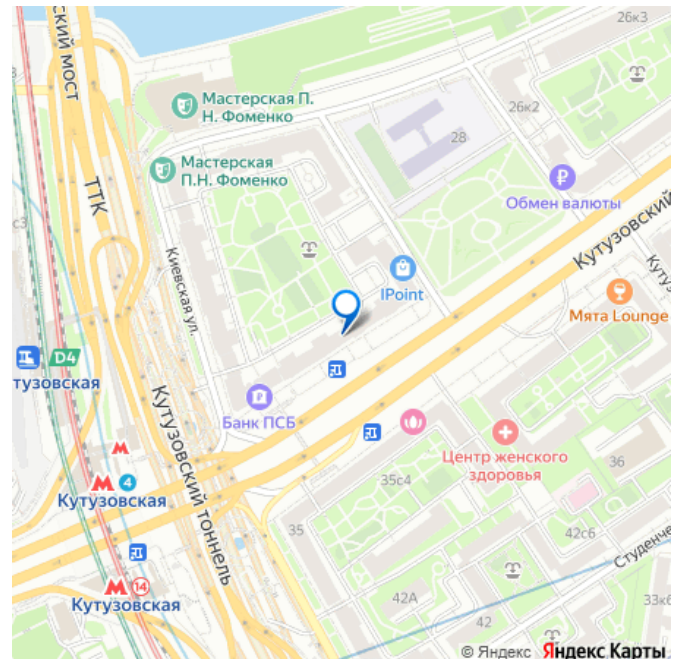 ский мост
26к3
Мастерская П.
Н. Фоменко
26к2
28
Мастерская
П.Н. Фоменко
ТТК
с3
Обмен валюты
Кутузовский
Киевская ул.
IPoint
Мята Lounge
D4
тузовская
Банк ПСБ
Кутузовский тоннель
Центр женского
здоровья
36
35с4
М
М 4
Кутузовская
35
42с6
Студенче
М 14
Кутузовская
42А
42
33к6
© Яндекс Яндекс Карты